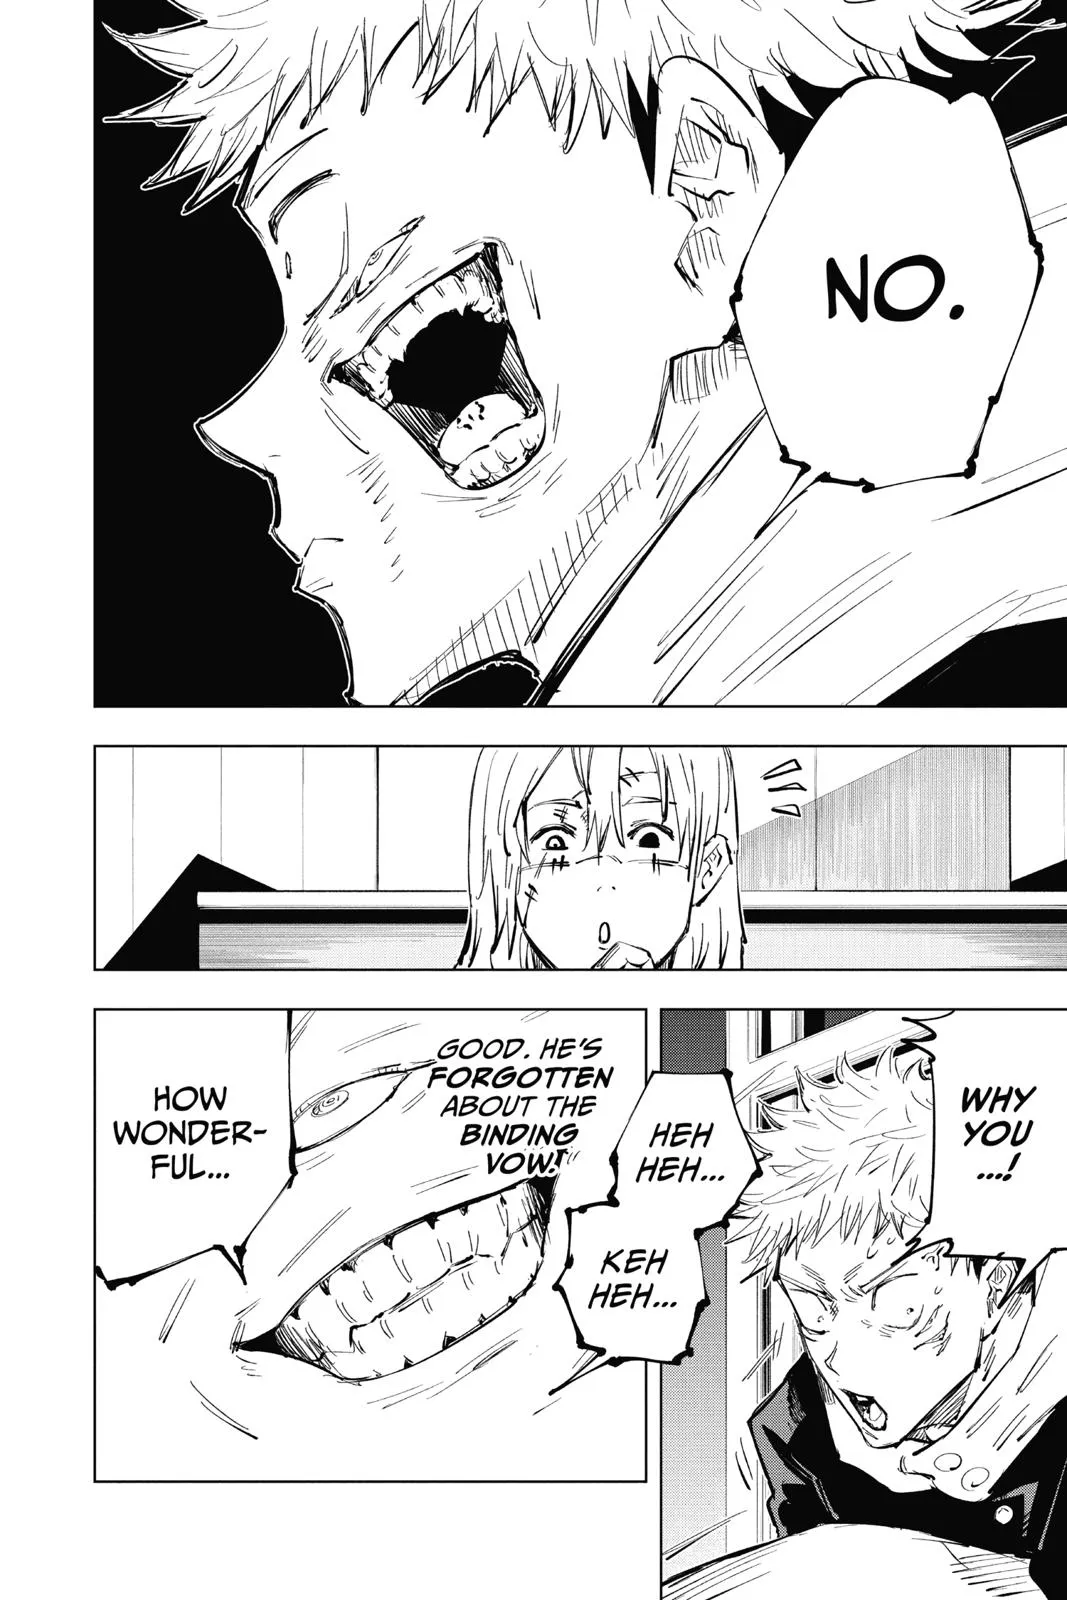 NO.
WHY
YOU
...!
HEH
HEH...
KEH
HEH...
GOOD. HE'S
FORGOTTEN
ABOUT THE
BINDING
VOW!
HOW
WONDER-
FUL...